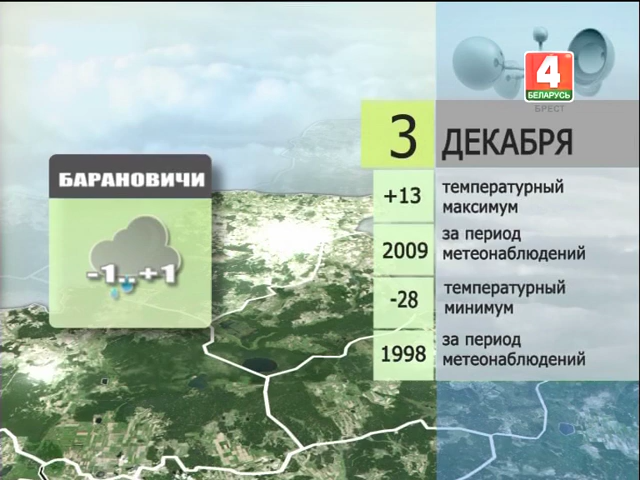 4
БЕЛАРУСЬ
БРЕСТ
3 ДЕКАБРЯ
БАРАНОВИЧИ
-1..+1
+13 температурный
максимум
2009 за период
метеонаблюдений
-28 температурный
минимум
1998 за период
метеонаблюдений